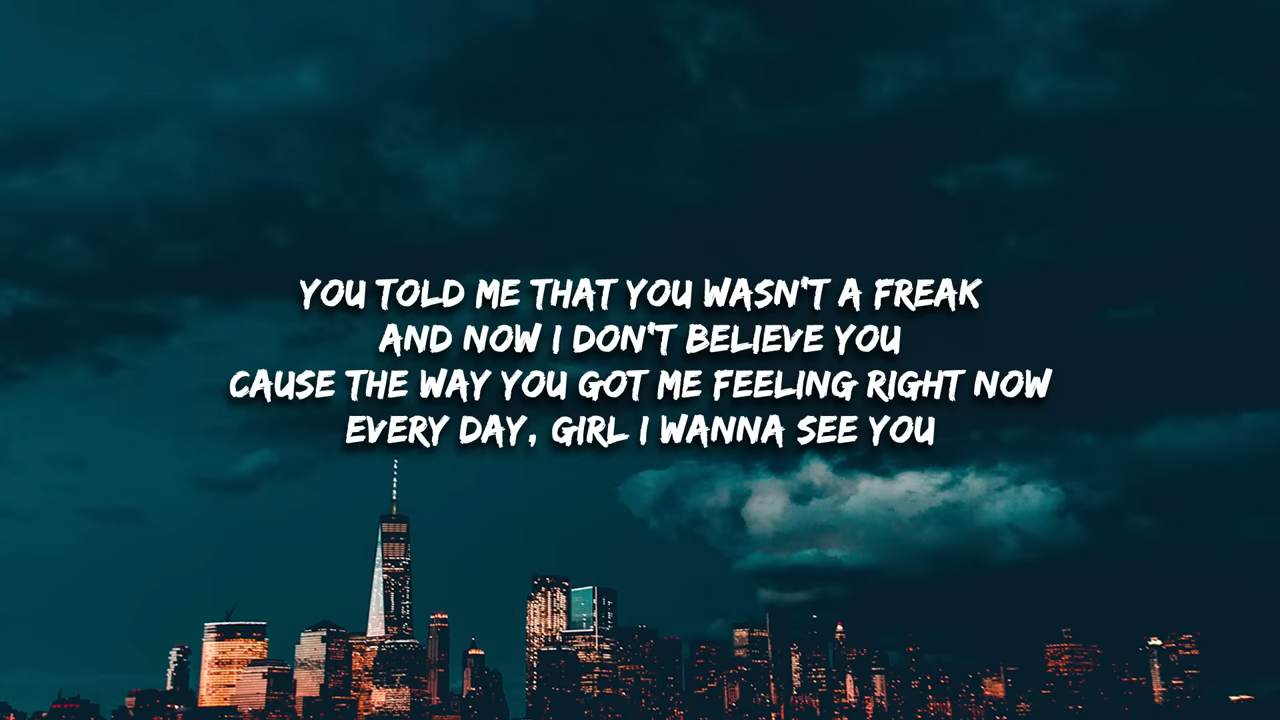 YOU TOLD ME THAT YOU WASN'T A FREAK
AND NOW I DON'T BELIEVE YOU
CAUSE THE WAY YOU GOT ME FEELING RIGHT NOW
EVERY DAY, GIRL I WANNA SEE YOU